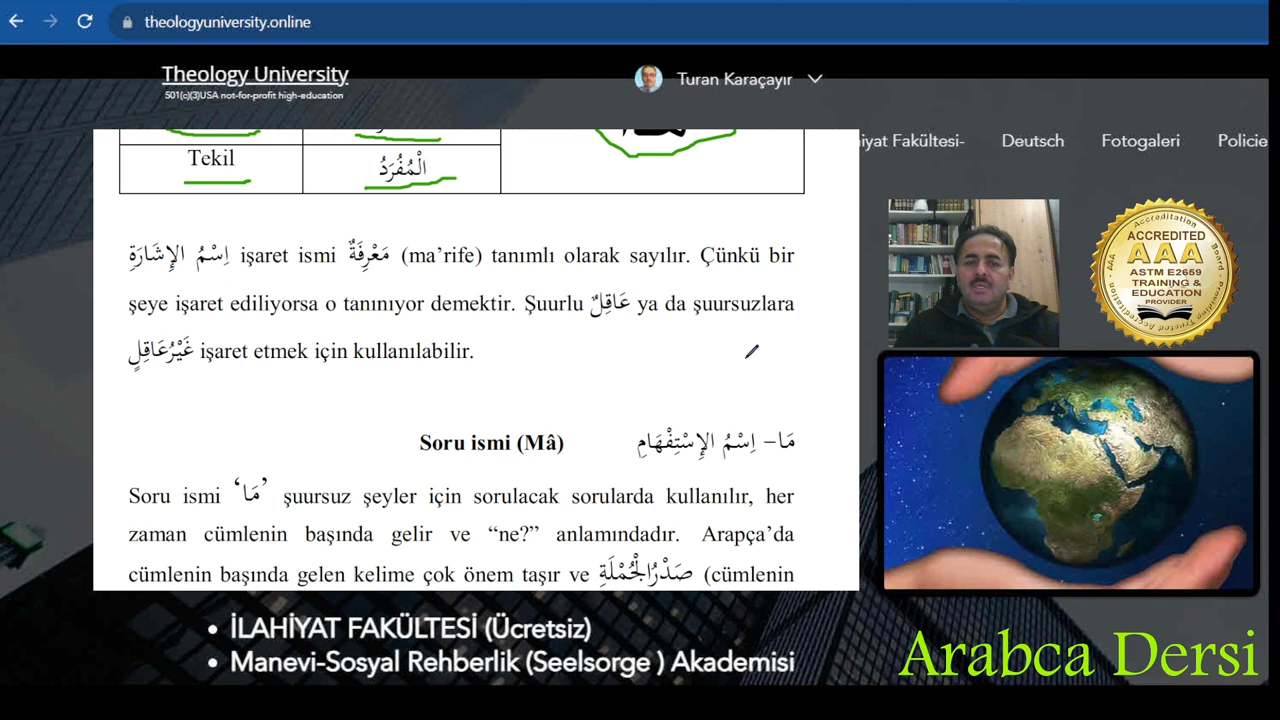 theologyuniversity.online
Theology University
501(c)(3)USA not-for-profit high-education
Turan Karaçayır
iyat Fakültesi-
Deutsch
Fotogaleri
Policie
Tekil
الْمُفْرَدُ
اِسْمُ الإِشَارَةِ işaret ismi مَعْرِفَةٌ (ma’rife) tanımlı olarak sayılır. Çünkü bir
şeye işaret ediliyorsa o tanınıyor demektir. Şuurlu عَاقِلٌ ya da şuursuzlara
غَيْرُعَاقِلٍ işaret etmek için kullanılabilir.
Soru ismi (Mâ) مَا– اِسْمُ الإِسْتِفْهَامِ
Soru ismi ‘مَا’ şuursuz şeyler için sorulacak sorularda kullanılır, her
zaman cümlenin başında gelir ve “ne?” anlamındadır. Arapça’da
cümlenin başında gelen kelime çok önem taşır ve صَدْرُالْجُمْلَةِ (cümlenin
Accreditation Board
ACCREDITED
AAA
ASTM E2659
TRAINING &
EDUCATION
PROVIDER
• İLAHİYAT FAKÜLTESİ (Ücretsiz)
• Manevi-Sosyal Rehberlik (Seelsorge ) Akademisi
Arabca Dersi